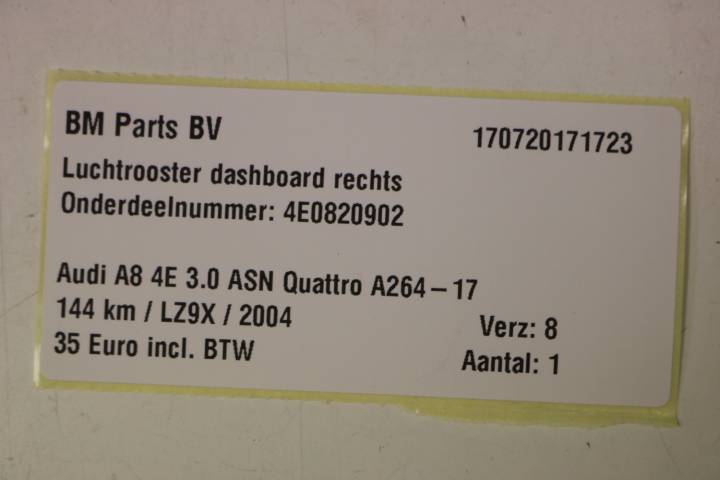 BM Parts BV 170720171723
Luchtrooster dashboard rechts
Onderdeelnummer: 4E0820902
Audi A8 4E 3.0 ASN Quattro A264-17
144 km / LZ9X / 2004 Verz: 8
35 Euro incl. BTW Aantal: 1